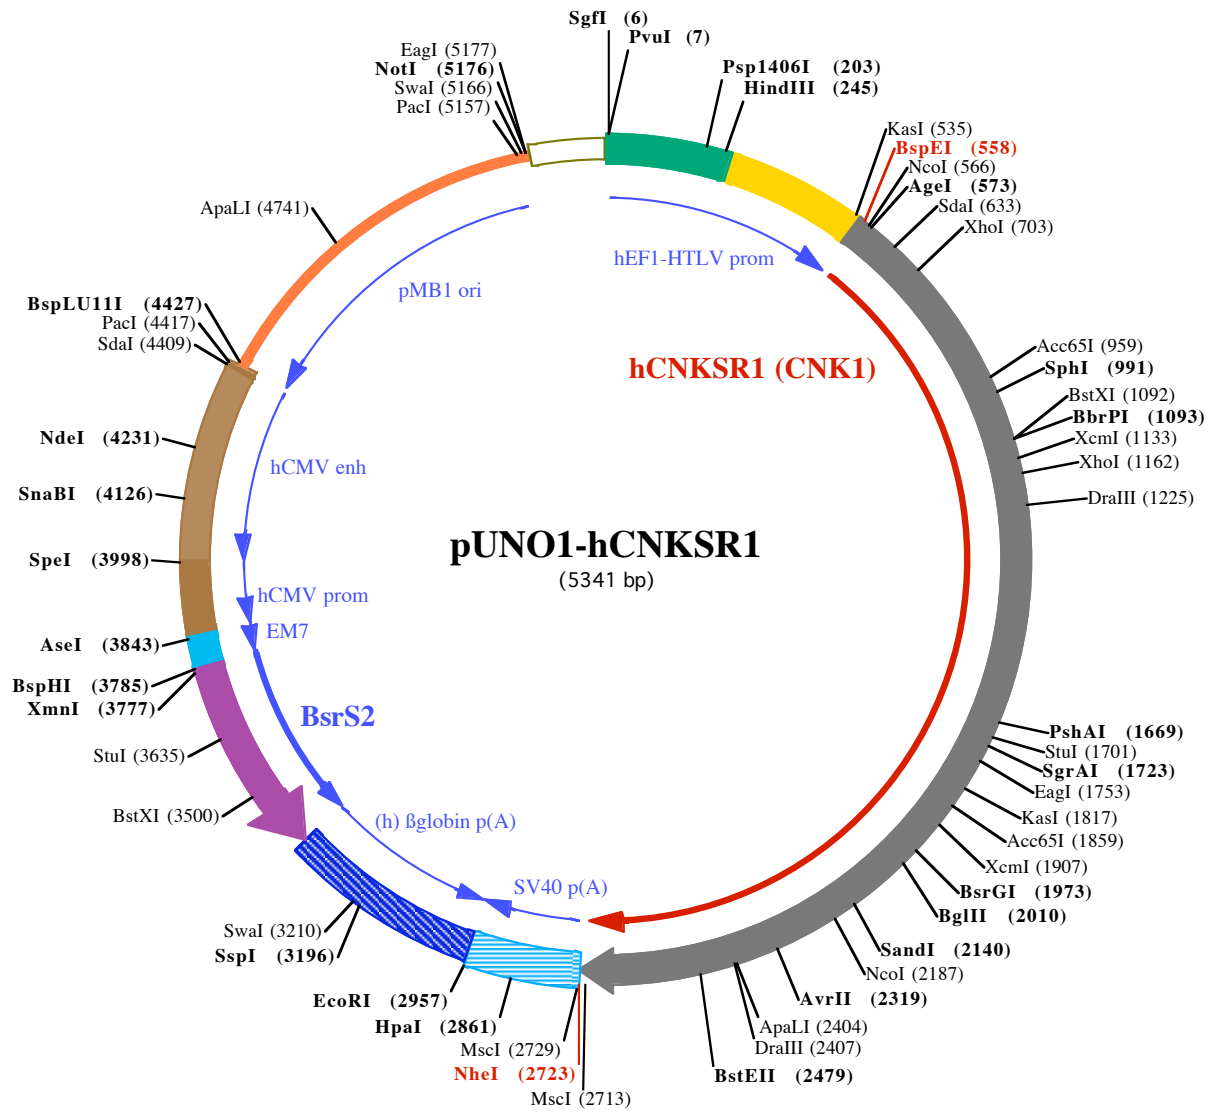 SgfI (6)
PvuI (7)
EagI (5177)
NotI (5176)
SwaI (5166)
PacI (5157)
Psp1406I (203)
HindIII (245)
KasI (535)
BspEI (558)
NcoI (566)
AgeI (573)
SdaI (633)
XhoI (703)
ApaLI (4741)
hEF1-HTLV prom
pMB1 ori
BspLU11I (4427)
PacI (4417)
SdaI (4409)
hCNKSR1 (CNK1)
Acc65I (959)
SphI (991)
BstXI (1092)
BbrPI (1093)
XcmI (1133)
XhoI (1162)
DraIII (1225)
NdeI (4231)
hCMV enh
SnaBI (4126)
pUNO1-hCNKSR1
(5341 bp)
SpeI (3998)
hCMV prom
EM7
AseI (3843)
BspHI (3785)
XmnI (3777)
BsrS2
StuI (3635)
BstXI (3500)
PshAI (1669)
StuI (1701)
SgrAI (1723)
EagI (1753)
KasI (1817)
Acc65I (1859)
XcmI (1907)
BsrGI (1973)
BglII (2010)
(h) ßglobin p(A)
SV40 p(A)
SwaI (3210)
SspI (3196)
SandI (2140)
NcoI (2187)
AvrII (2319)
ApaLI (2404)
DraIII (2407)
BstEII (2479)
EcoRI (2957)
HpaI (2861)
MscI (2729)
NheI (2723)
MscI (2713)